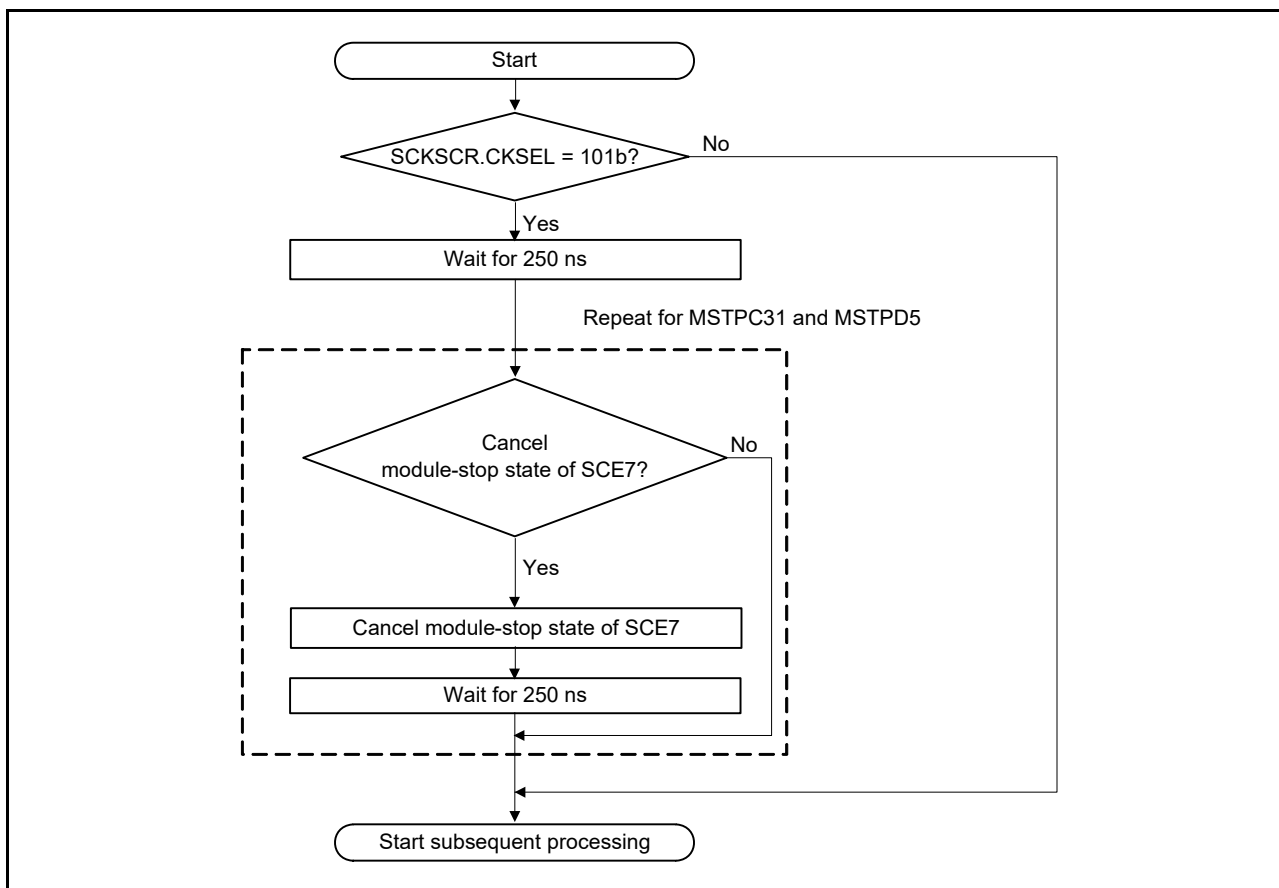 Start
SCKSCR.CKSEL = 101b?
No
Yes
Wait for 250 ns
Repeat for MSTPC31 and MSTPD5
Cancel
module-stop state of SCE7?
No
Yes
Cancel module-stop state of SCE7
Wait for 250 ns
Start subsequent processing